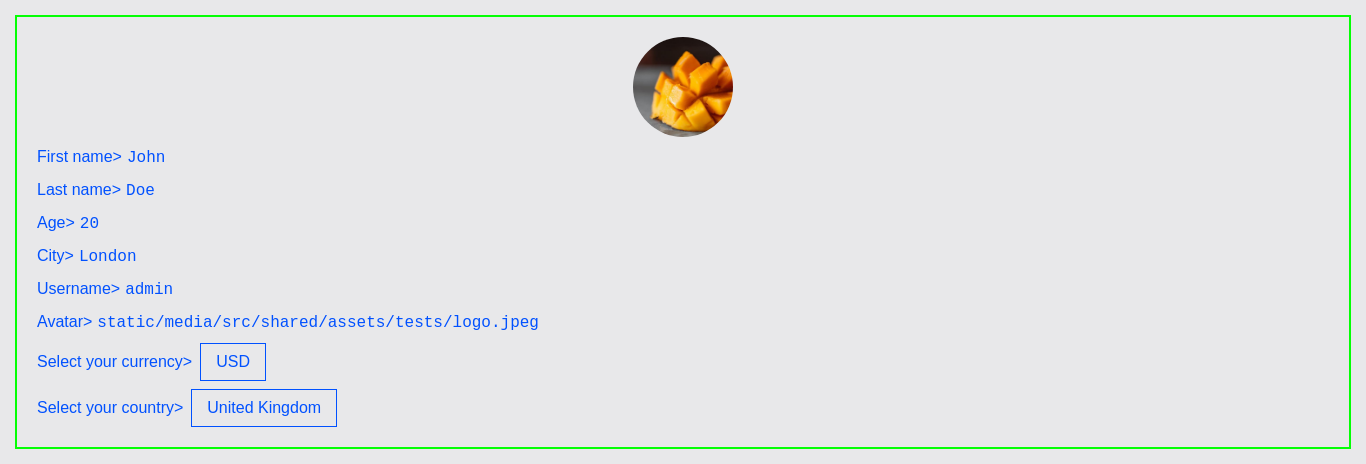 First name> John
Last name> Doe
Age> 20
City> London
Username> admin
Avatar> static/media/src/shared/assets/tests/logo.jpeg
Select your currency> USD
Select your country> United Kingdom